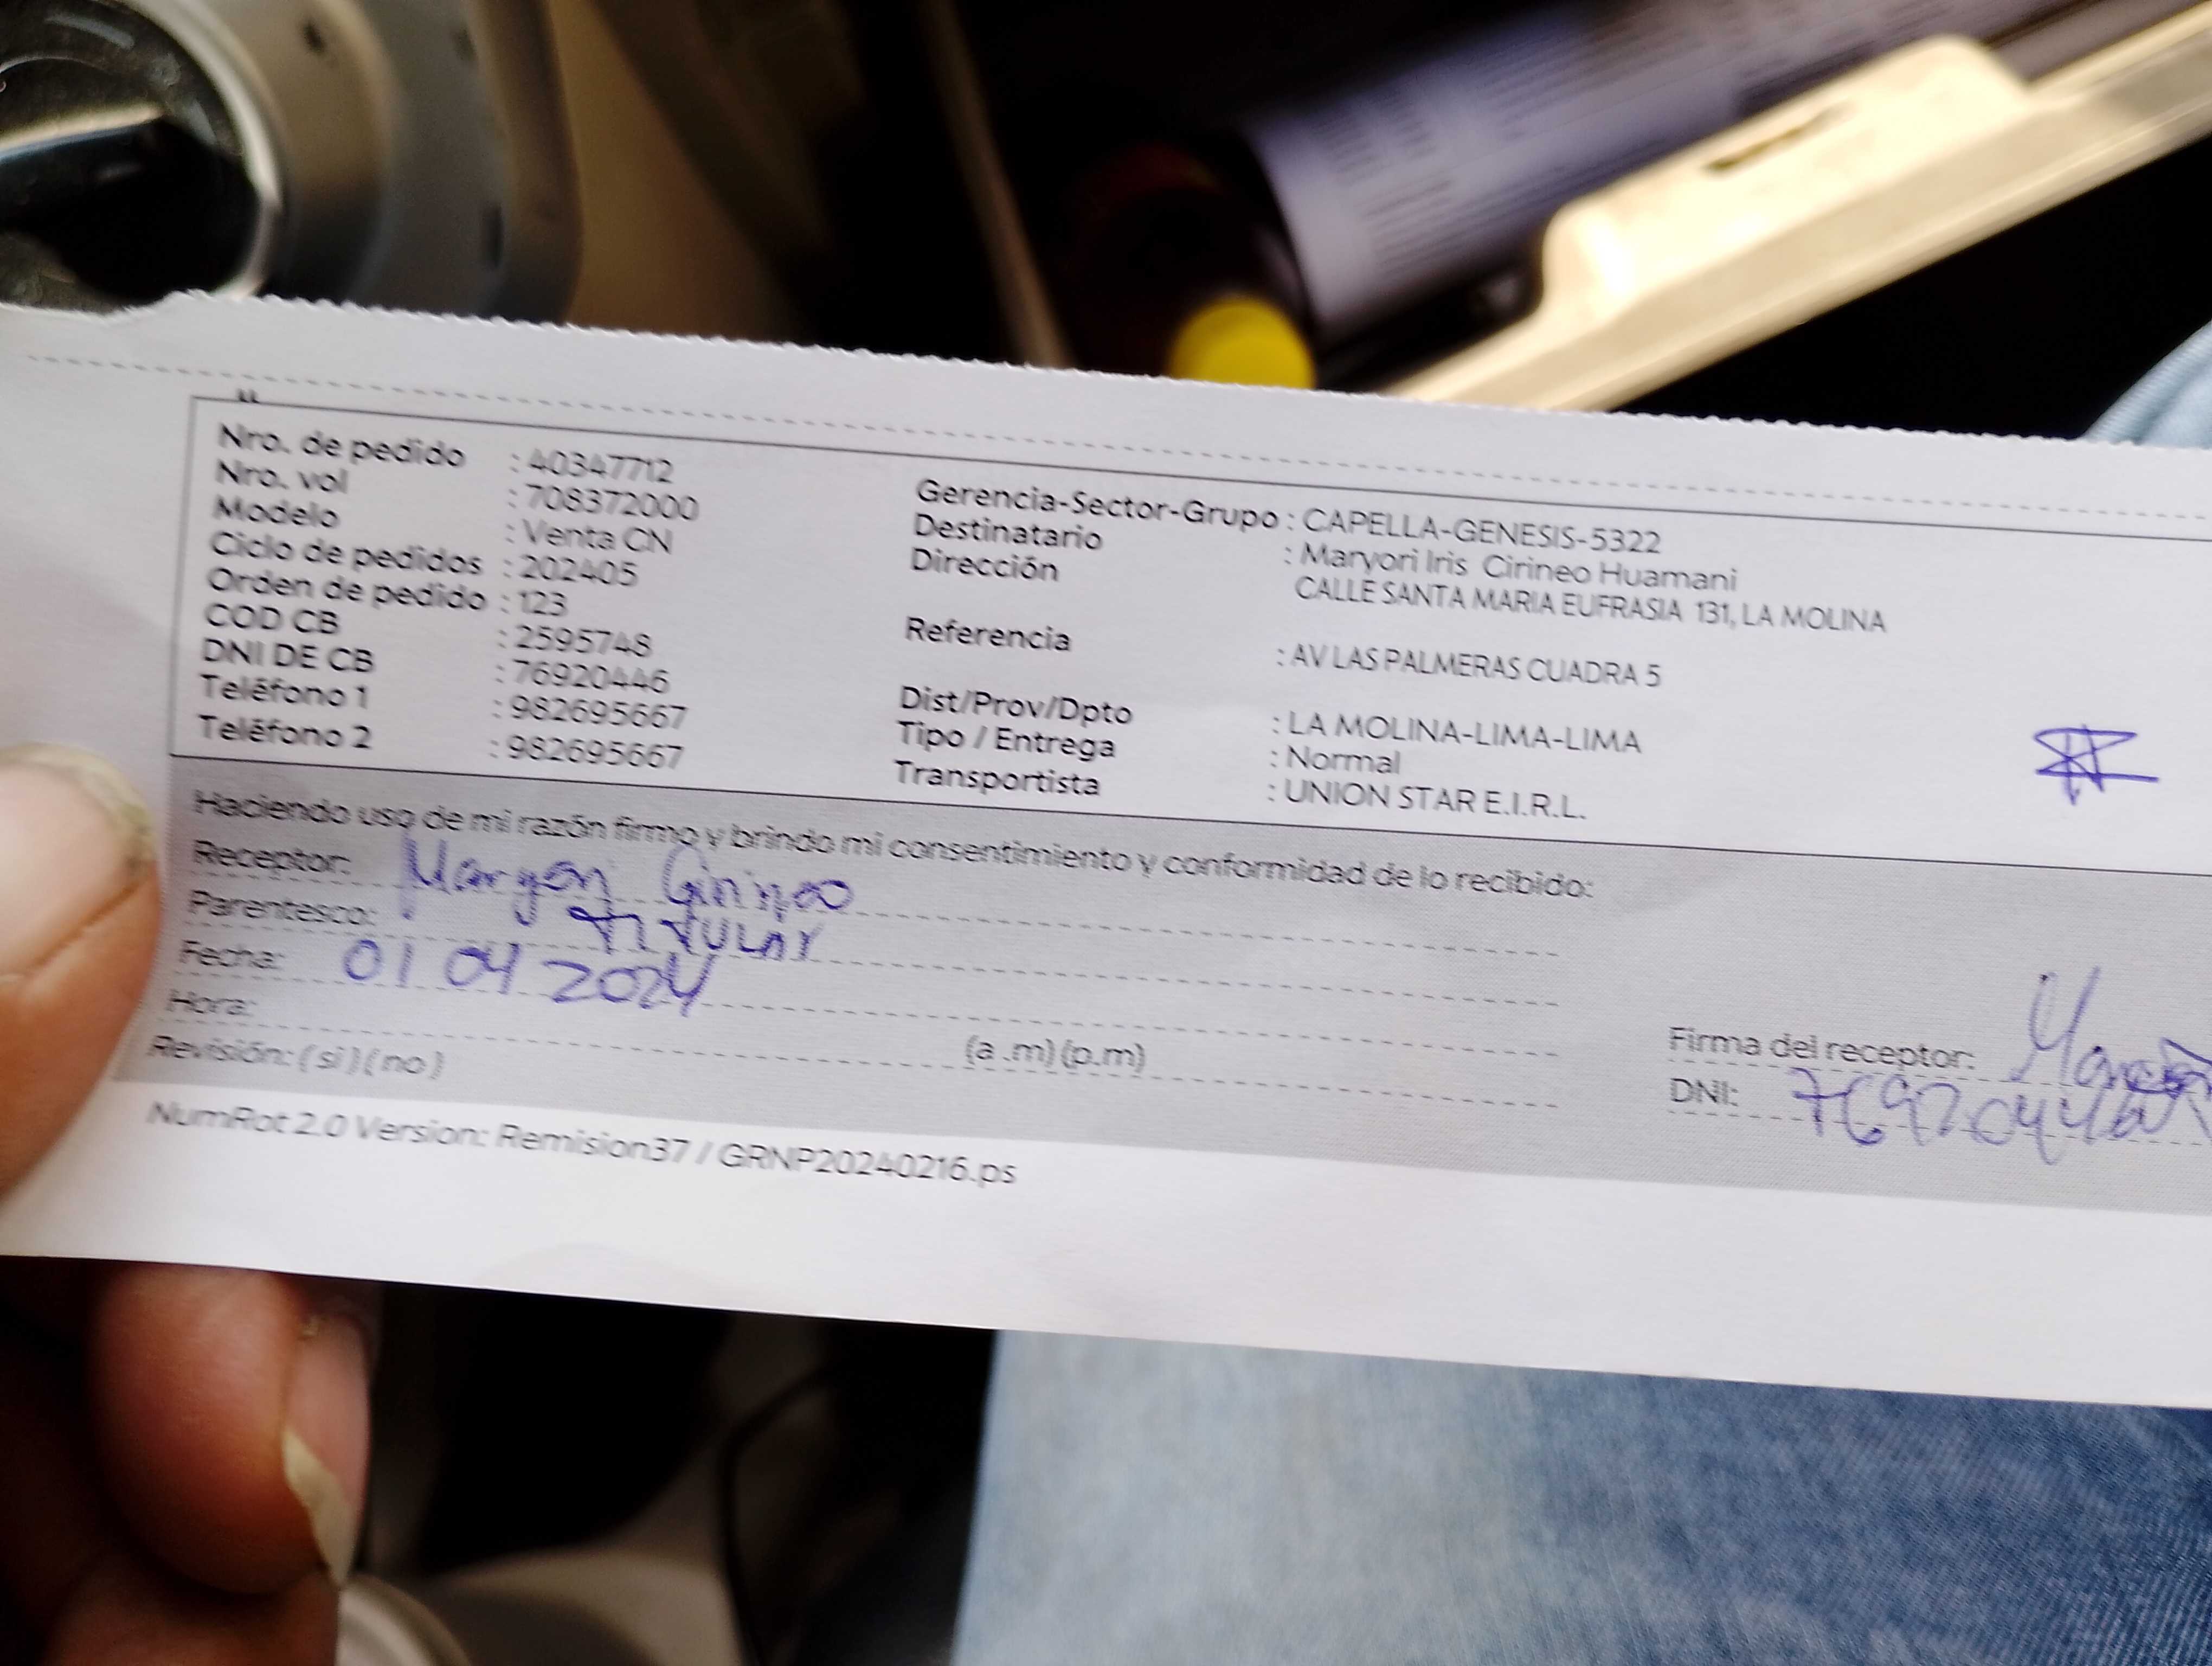 Nro. de pedido : 40347712
Nro. vol : 708372000
Modelo : Venta CN
Ciclo de pedidos : 202405
Orden de pedido : 123
COD CB : 2595748
DNI DE CB : 76920446
Teléfono 1 : 982695667
Teléfono 2 : 982695667
Gerencia-Sector-Grupo : CAPELLA-GENESIS-5322
Destinatario : Maryori Iris Cirineo Huamani
Dirección CALLE SANTA MARIA EUFRASIA 131, LA MOLINA
Referencia : AV LAS PALMERAS CUADRA 5
Dist/Prov/Dpto : LA MOLINA-LIMA-LIMA
Tipo / Entrega : Normal
Transportista : UNION STAR E.I.R.L.
Haciendo uso de mi razón firmo y brindo mi consentimiento y conformidad de lo recibido:
Receptor: Maryori Cirineo
Parentesco: Titular
Fecha: 01 04 2024
Hora: (a .m) (p.m)
Revisión: ( si ) ( no )
Firma del receptor:
DNI: 76920446
NumRot 2.0 Version: Remision37 / GRNP20240216.ps